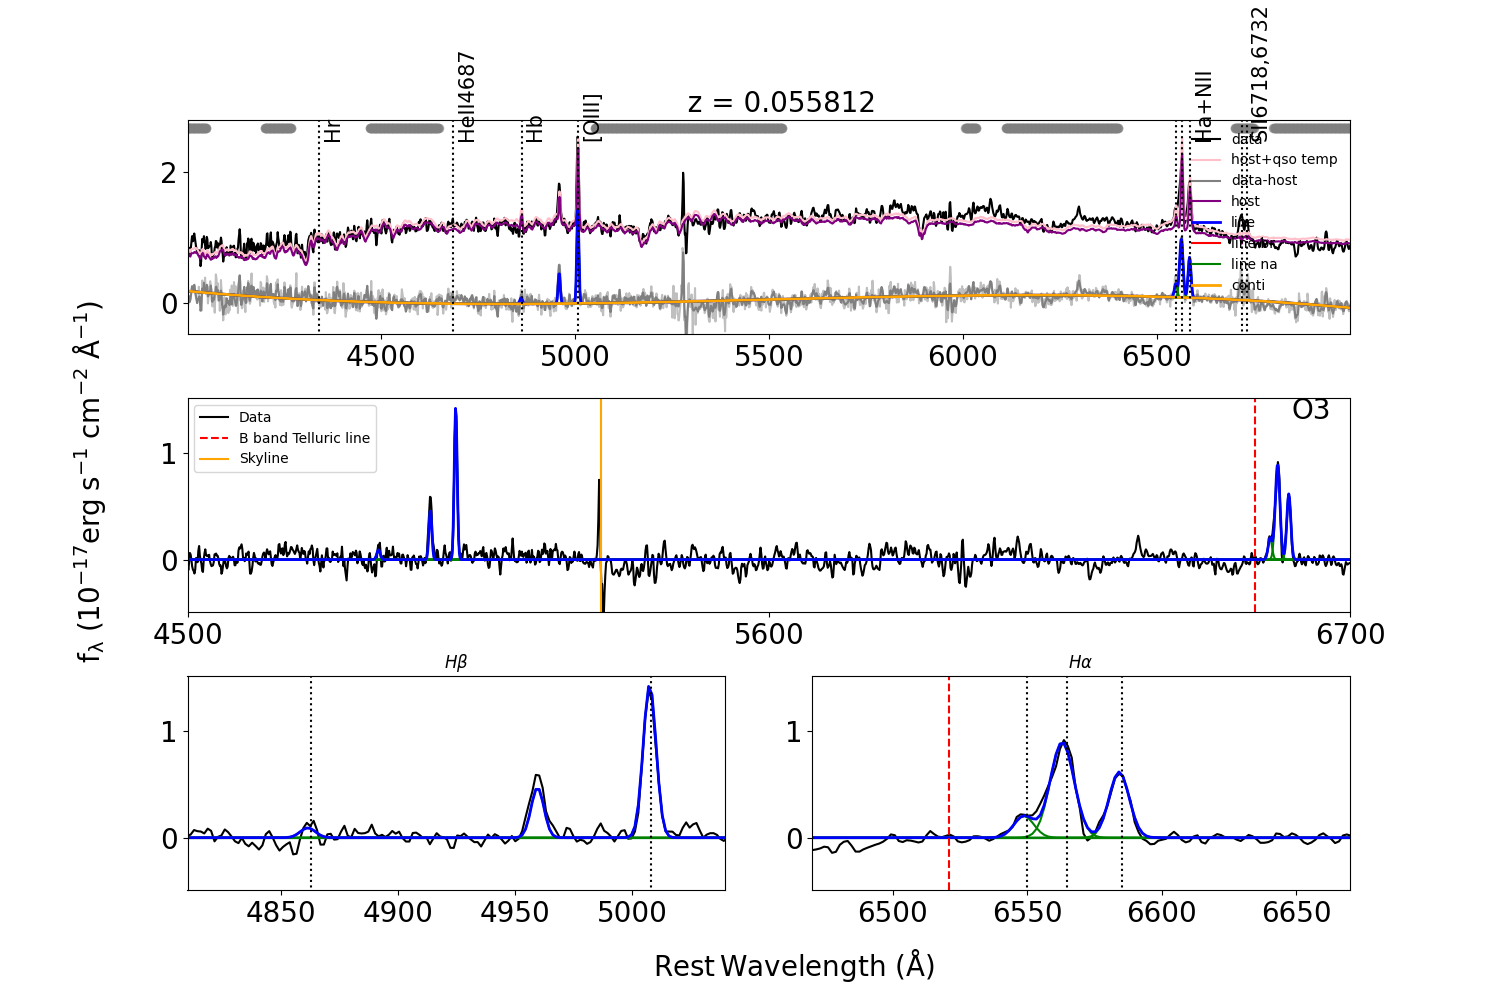 z = 0.055812
Hr
HeII4687
Hb
[OIII]
Ha+NII
SII6718,6732
data
host+qso temp
data-host
host
line
line na
conti
2
0
4500
5000
5500
6000
6500
fλ (10⁻¹⁷erg s⁻¹ cm⁻² Å⁻¹)
Data
B band Telluric line
Skyline
O3
1
0
4500
5600
6700
Hβ
1
0
4850
4900
4950
5000
Hα
1
0
6500
6550
6600
6650
Rest Wavelength (Å)